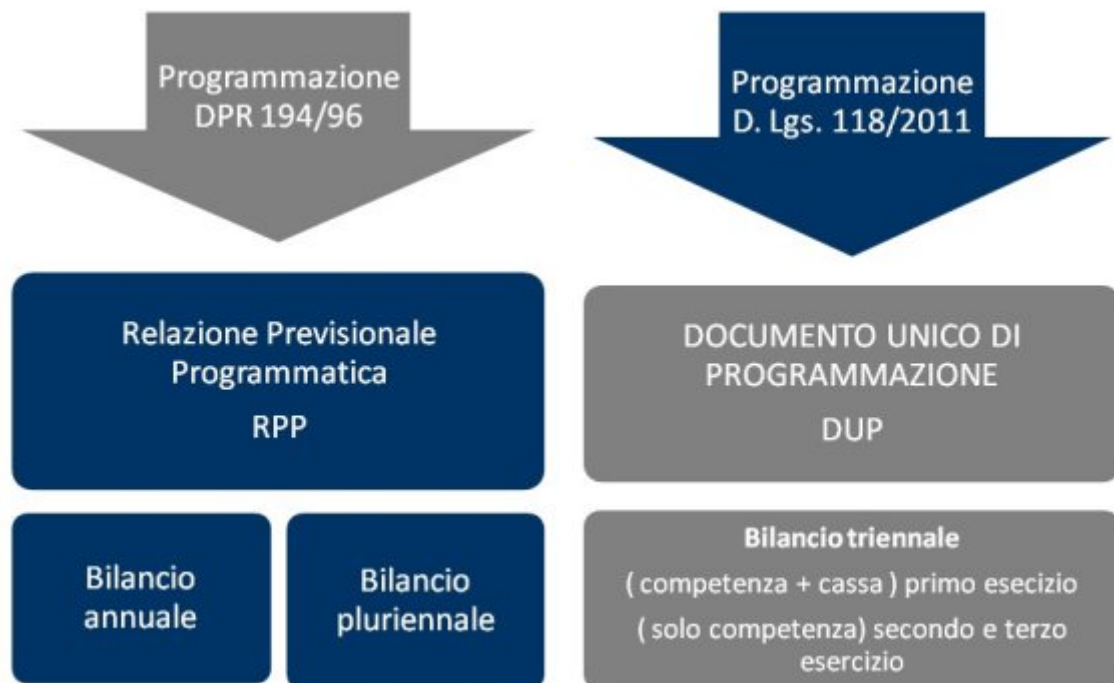 Programmazione
DPR 194/96
Relazione Previsionale
Programmatica
RPP
Bilancio
annuale
Bilancio
pluriennale
Programmazione
D. Lgs. 118/2011
DOCUMENTO UNICO DI
PROGRAMMAZIONE
DUP
Bilancio triennale
( competenza + cassa ) primo esecizio
( solo competenza) secondo e terzo
esercizio